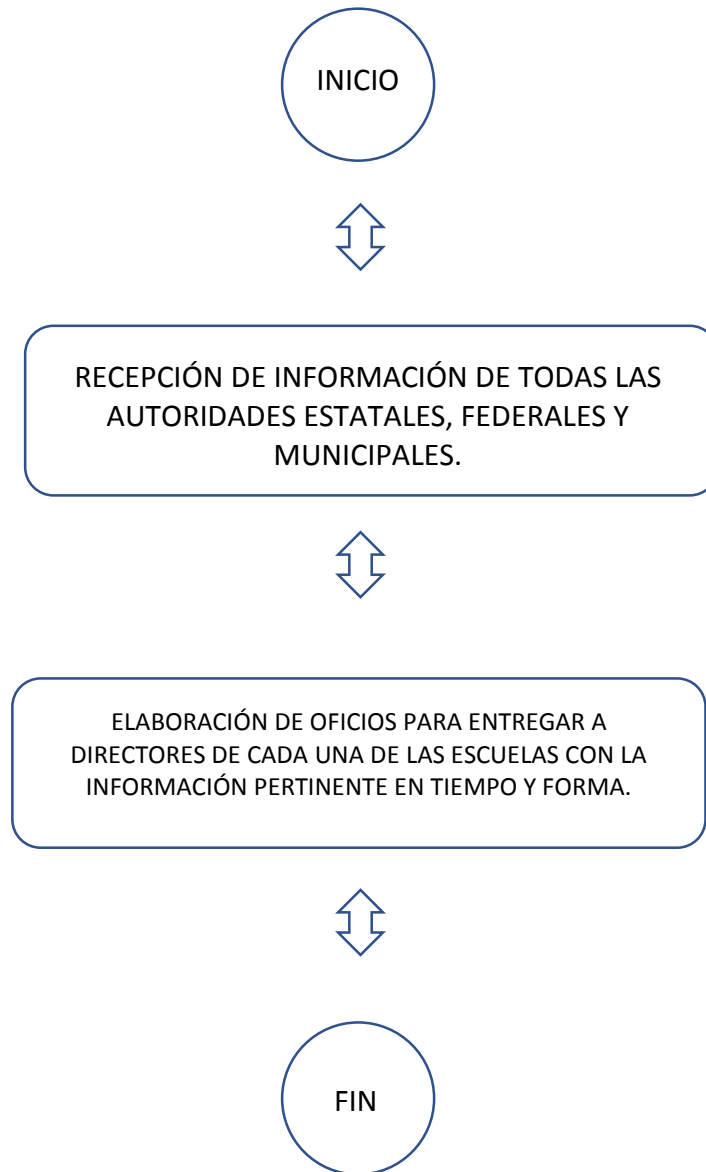 INICIO
RECEPCIÓN DE INFORMACIÓN DE TODAS LAS
AUTORIDADES ESTATALES, FEDERALES Y
MUNICIPALES.
ELABORACIÓN DE OFICIOS PARA ENTREGAR A
DIRECTORES DE CADA UNA DE LAS ESCUELAS CON LA
INFORMACIÓN PERTINENTE EN TIEMPO Y FORMA.
FIN